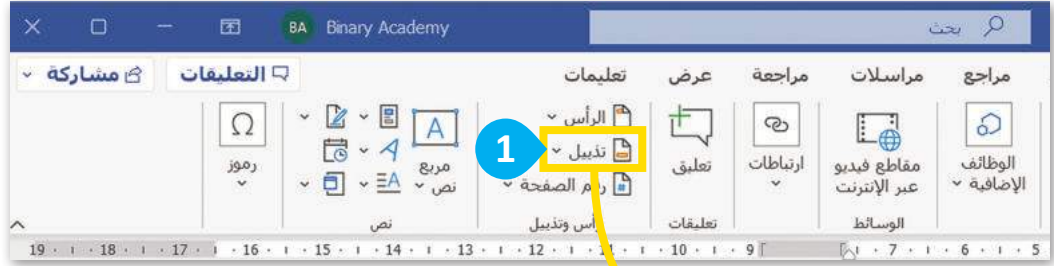 بحث
Binary Academy
BA
مراجع
مراسلات
مراجعة
عرض
تعليمات
التعليقات
مشاركة
الوظائف
الإضافية
مقاطع فيديو
عبر الإنترنت
ارتباطات
تعليق
الرأس
تذييل
1
رقم الصفحة
A
مربع
نص
Ω
رموز
الوسائط
تعليقات
رأس وتذييل
نص
19 · 18 · 17 · 16 · 15 · 14 · 13 · 12 · 11 · 10 · 9 7 · 6 · 5